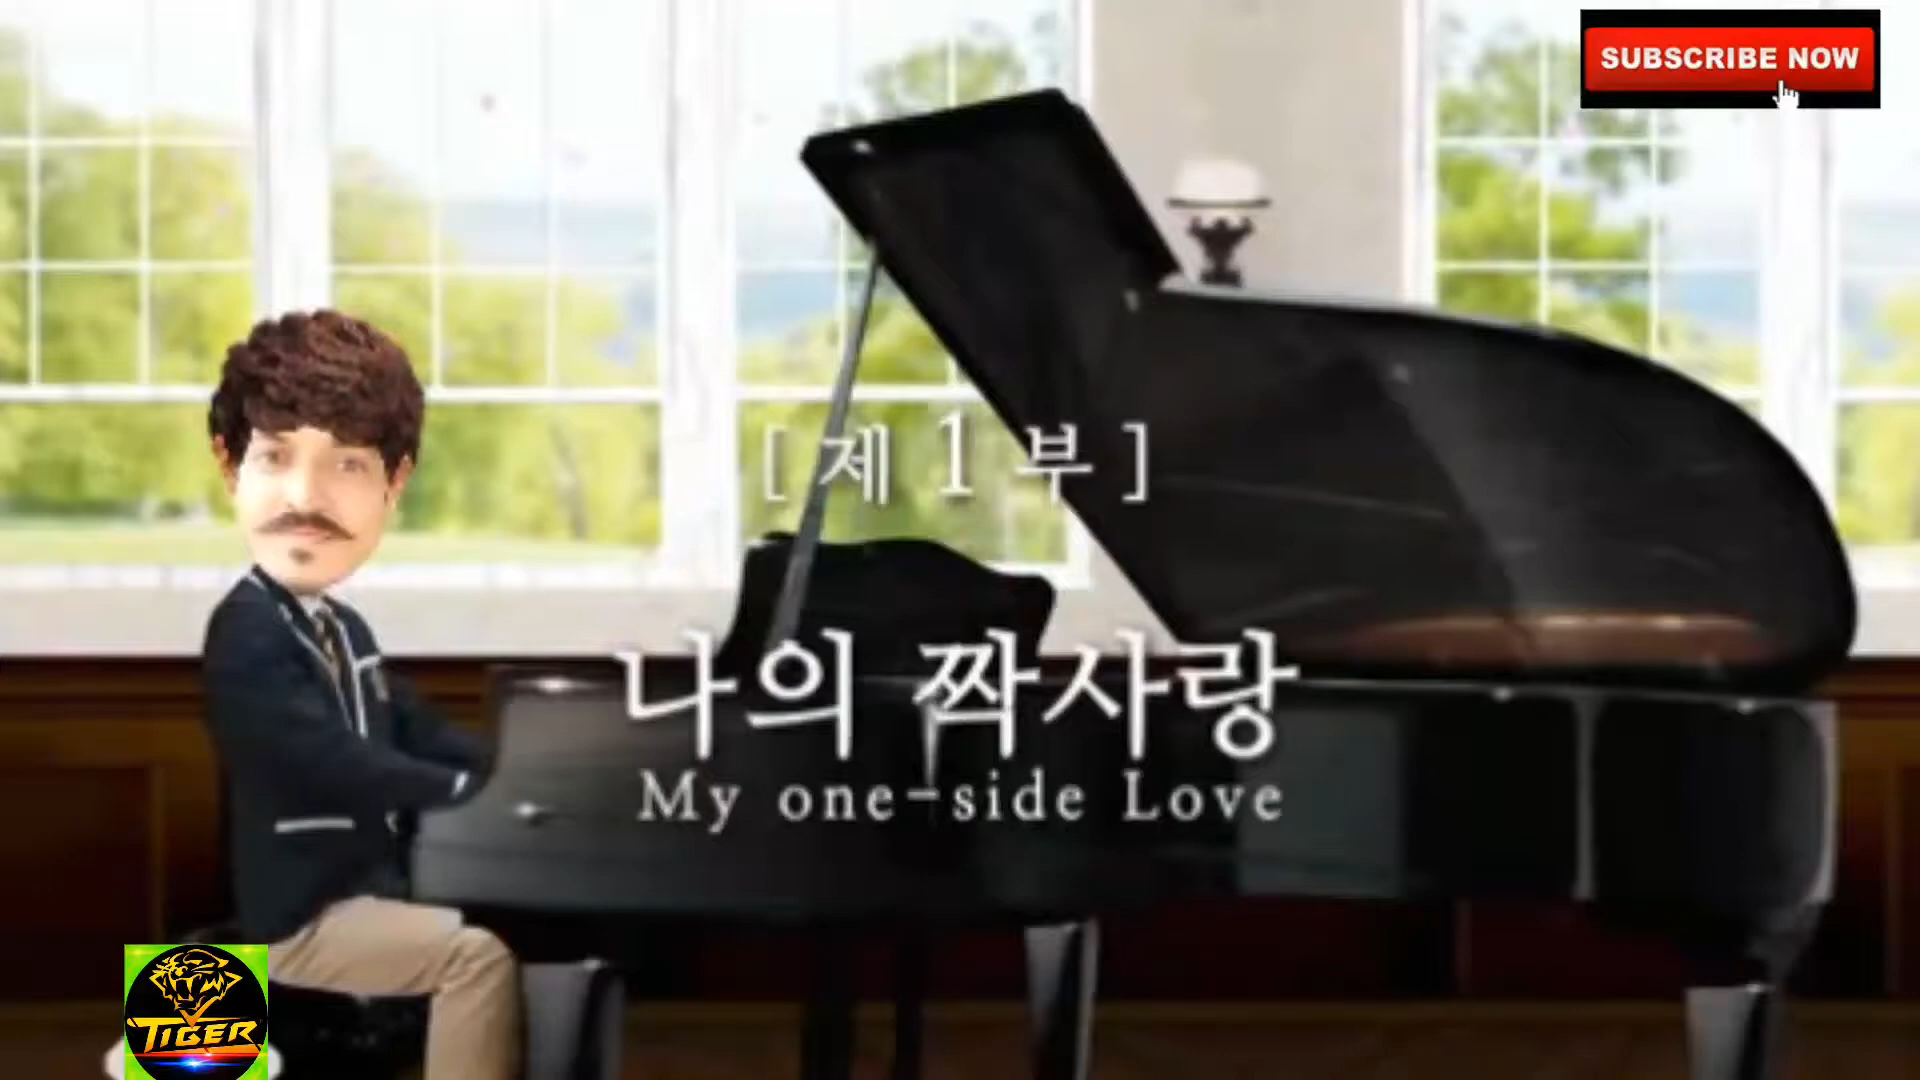 SUBSCRIBE NOW
[ 제 1 부 ]
나의 짝사랑
My one-side Love
TIGER